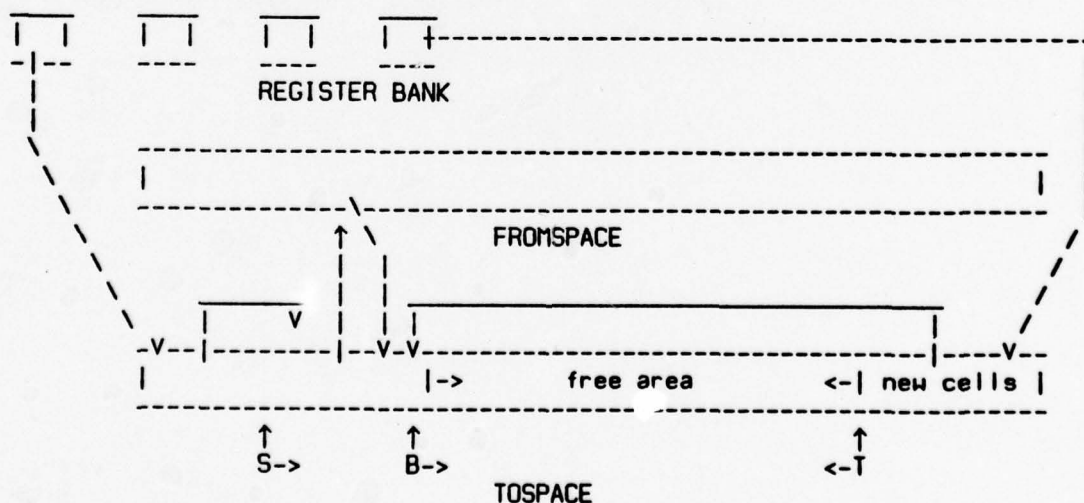 REGISTER BANK
FROMSPACE
|-> free area <-| new cells |
S-> B-> <-T
TOSPACE